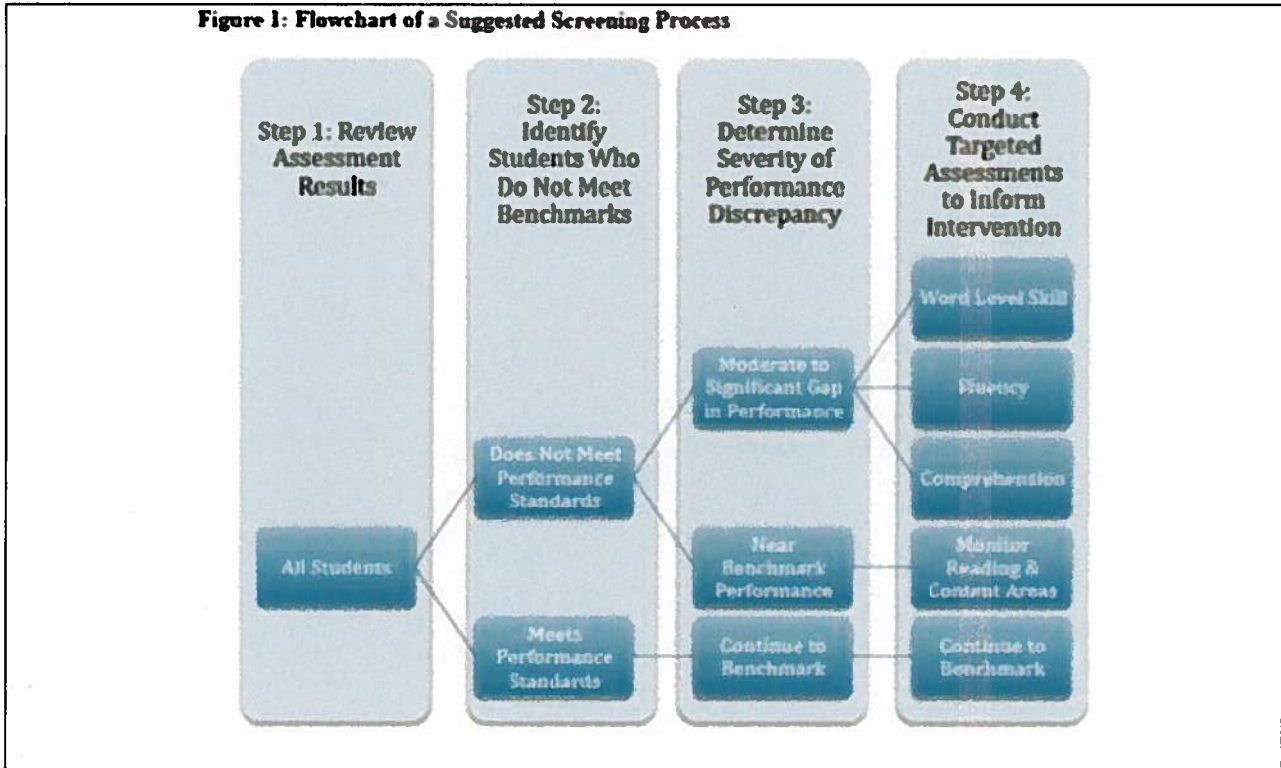 Figure 1: Flowchart of a Suggested Screening Process
Step 1: Review
Assessment
Results
All Students
Step 2:
Identify
Students Who
Do Not Meet
Benchmarks
Does Not Meet
Performance
Standards
Meets
Performance
Standards
Step 3:
Determine
Severity of
Performance
Discrepancy
Moderate to
Significant Gap
in Performance
Near
Benchmark
Performance
Continue to
Benchmark
Step 4:
Conduct
Targeted
Assessments
to Inform
Intervention
Word Level Skill
Fluency
Comprehension
Monitor
Reading &
Content Areas
Continue to
Benchmark